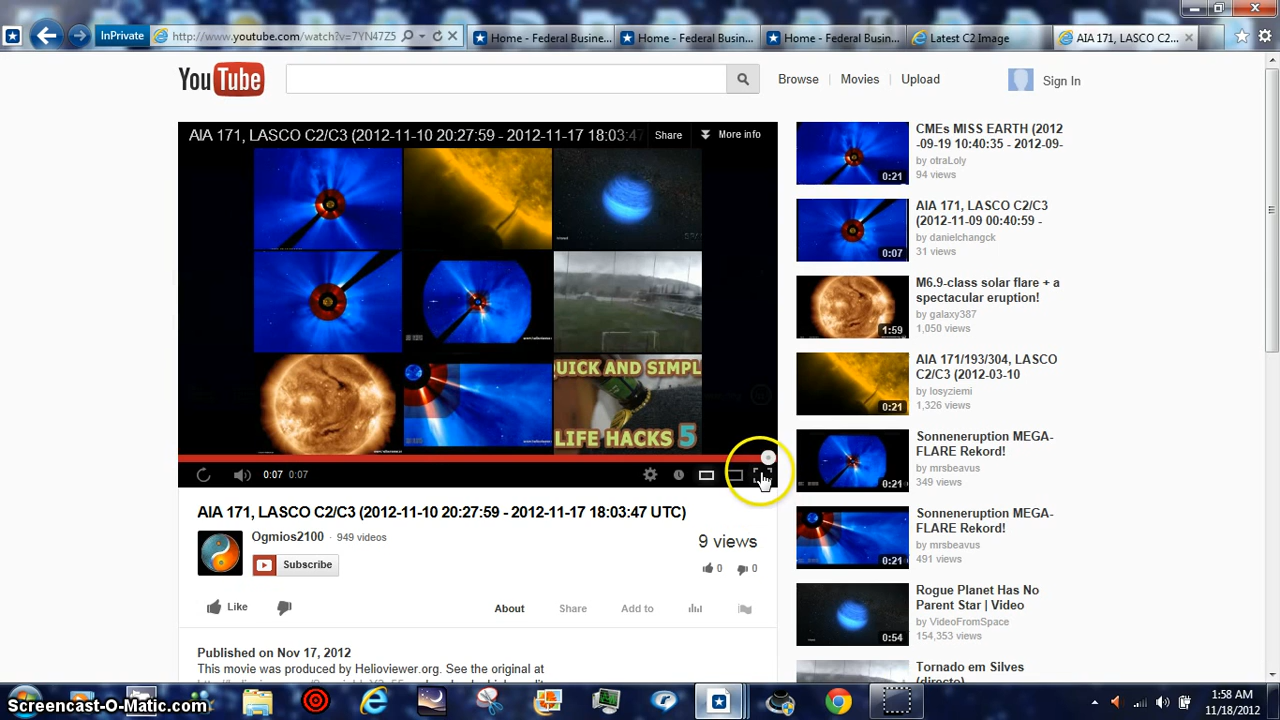 InPrivate
http://www.youtube.com/watch?v=7YN47Z5
Home - Federal Busine...
Home - Federal Busin...
Home - Federal Busin...
Latest C2 Image
AIA 171, LASCO C2...
YouTube
Browse
Movies
Upload
Sign In
AIA 171, LASCO C2/C3 (2012-11-10 20:27:59 - 2012-11-17 18:03:47
Share
More info
QUICK AND SIMPL
LIFE HACKS 5
0:07 0:07
AIA 171, LASCO C2/C3 (2012-11-10 20:27:59 - 2012-11-17 18:03:47 UTC)
Ogmios2100 · 949 videos
Subscribe
9 views
0 0
Like
About
Share
Add to
Published on Nov 17, 2012
This movie was produced by Helioviewer.org. See the original at
CMEs MISS EARTH (2012
-09-19 10:40:35 - 2012-09-
by otraLoly
94 views
0:21
AIA 171, LASCO C2/C3
(2012-11-09 00:40:59 -
by danielchangck
31 views
0:07
M6.9-class solar flare + a
spectacular eruption!
by galaxy387
1,050 views
1:59
AIA 171/193/304, LASCO
C2/C3 (2012-03-10
by losyziemi
1,326 views
0:21
Sonneneruption MEGA-
FLARE Rekord!
by mrsbeavus
349 views
0:21
Sonneneruption MEGA-
FLARE Rekord!
by mrsbeavus
491 views
0:21
Rogue Planet Has No
Parent Star | Video
by VideoFromSpace
154,353 views
0:54
Tornado em Silves
(directo)
Screencast-O-Matic.com
1:58 AM
11/18/2012